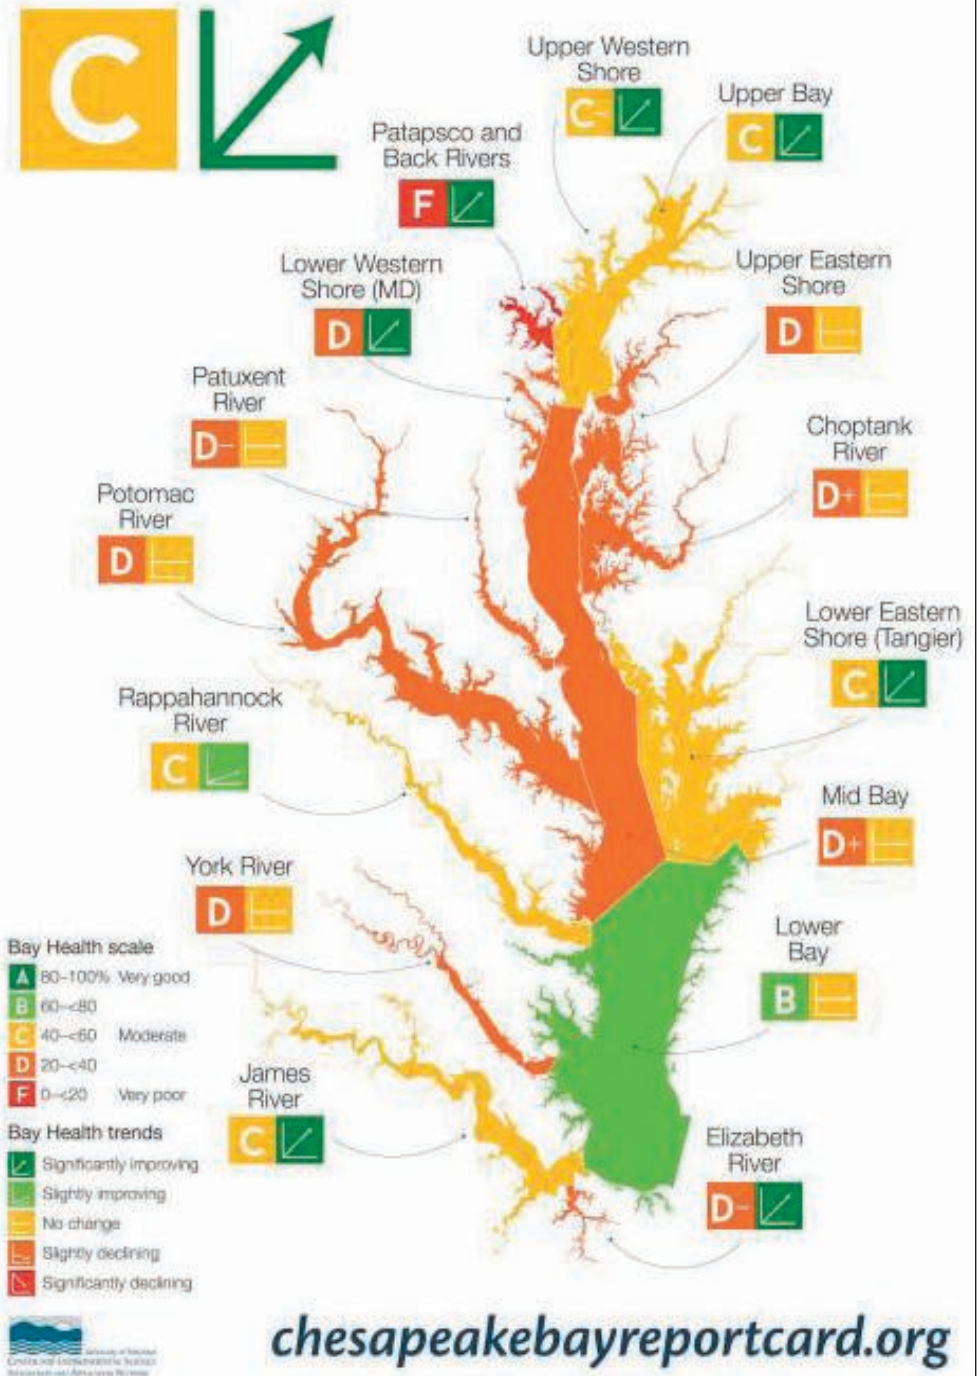 C
Upper Western
Shore
C-
Upper Bay
C
Patapsco and
Back Rivers
F
Lower Western
Shore (MD)
D
Upper Eastern
Shore
D
Patuxent
River
D-
Choptank
River
D+
Potomac
River
D
Lower Eastern
Shore (Tangier)
C
Rappahannock
River
C
Mid Bay
D+
York River
D
Lower
Bay
B
James
River
C
Elizabeth
River
D-
Bay Health scale
A 80–100% Very good
B 60–<80
C 40–<60 Moderate
D 20–<40
F 0–<20 Very poor
Bay Health trends
Significantly improving
Slightly improving
No change
Slightly declining
Significantly declining
chesapeakebayreportcard.org